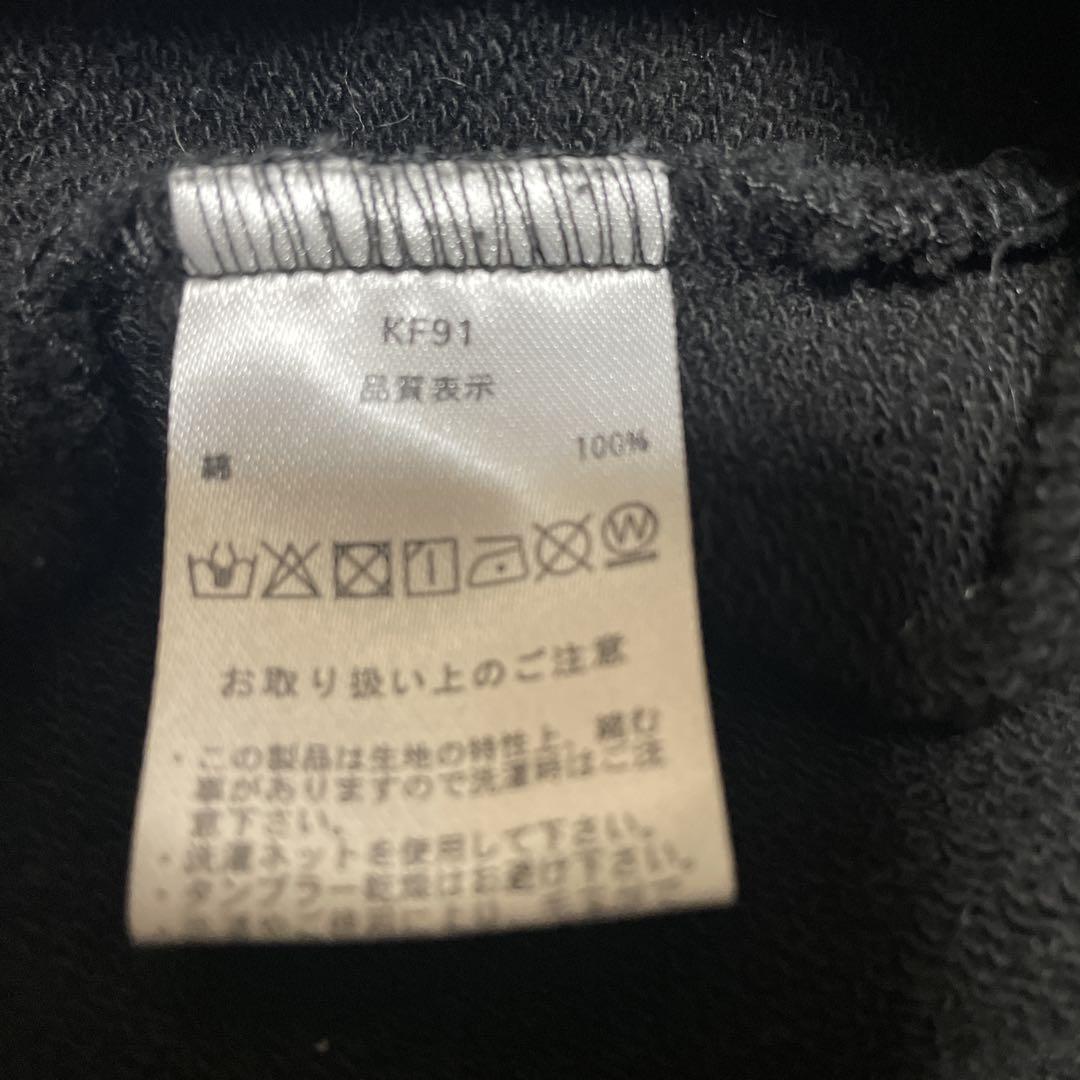 KF91
品質表示
綿 100%
W
お取り扱い上のご注意
・この製品は生地の特性上、縮む
事がありますので洗濯時はご注
意下さい。
・洗濯ネットを使用して下さい。
・タンブラー乾燥はお避け下さい。